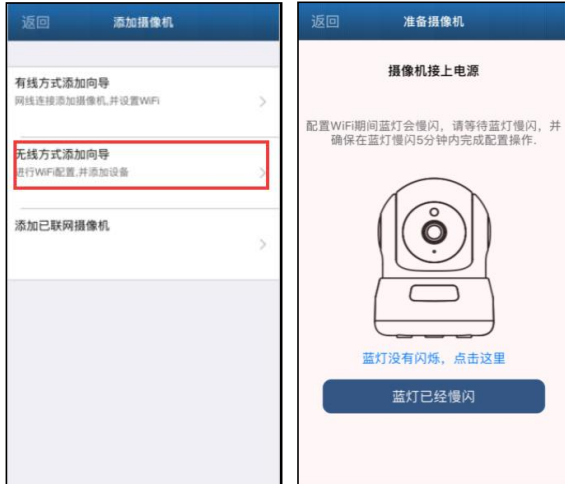 返回
添加摄像机
有线方式添加向导
网线连接添加摄像机,并设置WiFi
无线方式添加向导
进行WiFi配置,并添加设备
添加已联网摄像机
返回
准备摄像机
摄像机接上电源
配置WiFi期间蓝灯会慢闪，请等待蓝灯慢闪，并
确保在蓝灯慢闪5分钟内完成配置操作.
蓝灯没有闪烁，点击这里
蓝灯已经慢闪